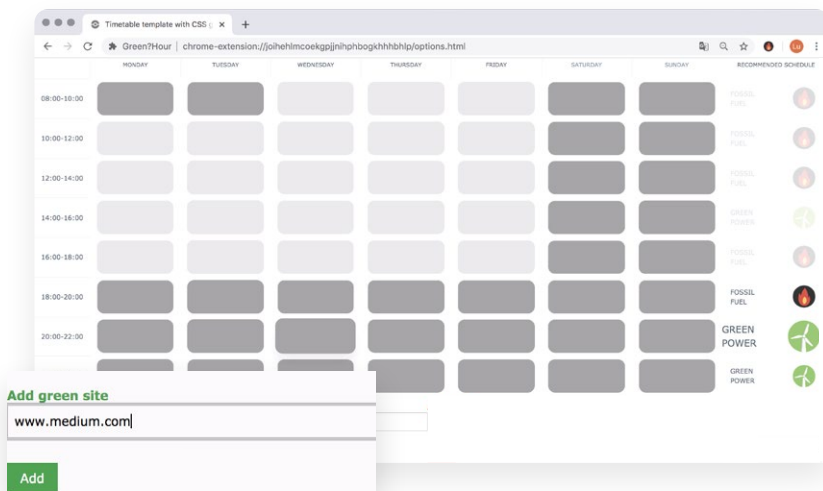 Timetable template with CSS g
Green?Hour | chrome-extension://joihehlmcoekgpjjnihphbogkhhhbhlp/options.html
Lu
MONDAY TUESDAY WEDNESDAY THURSDAY FRIDAY SATURDAY SUNDAY RECOMMENDED SCHEDULE
08:00-10:00 FOSSIL
FUEL
10:00-12:00 FOSSIL
FUEL
12:00-14:00 FOSSIL
FUEL
14:00-16:00 GREEN
POWER
16:00-18:00 FOSSIL
FUEL
18:00-20:00 FOSSIL
FUEL
20:00-22:00 GREEN
POWER
GREEN
POWER
Add green site
www.medium.com
Add